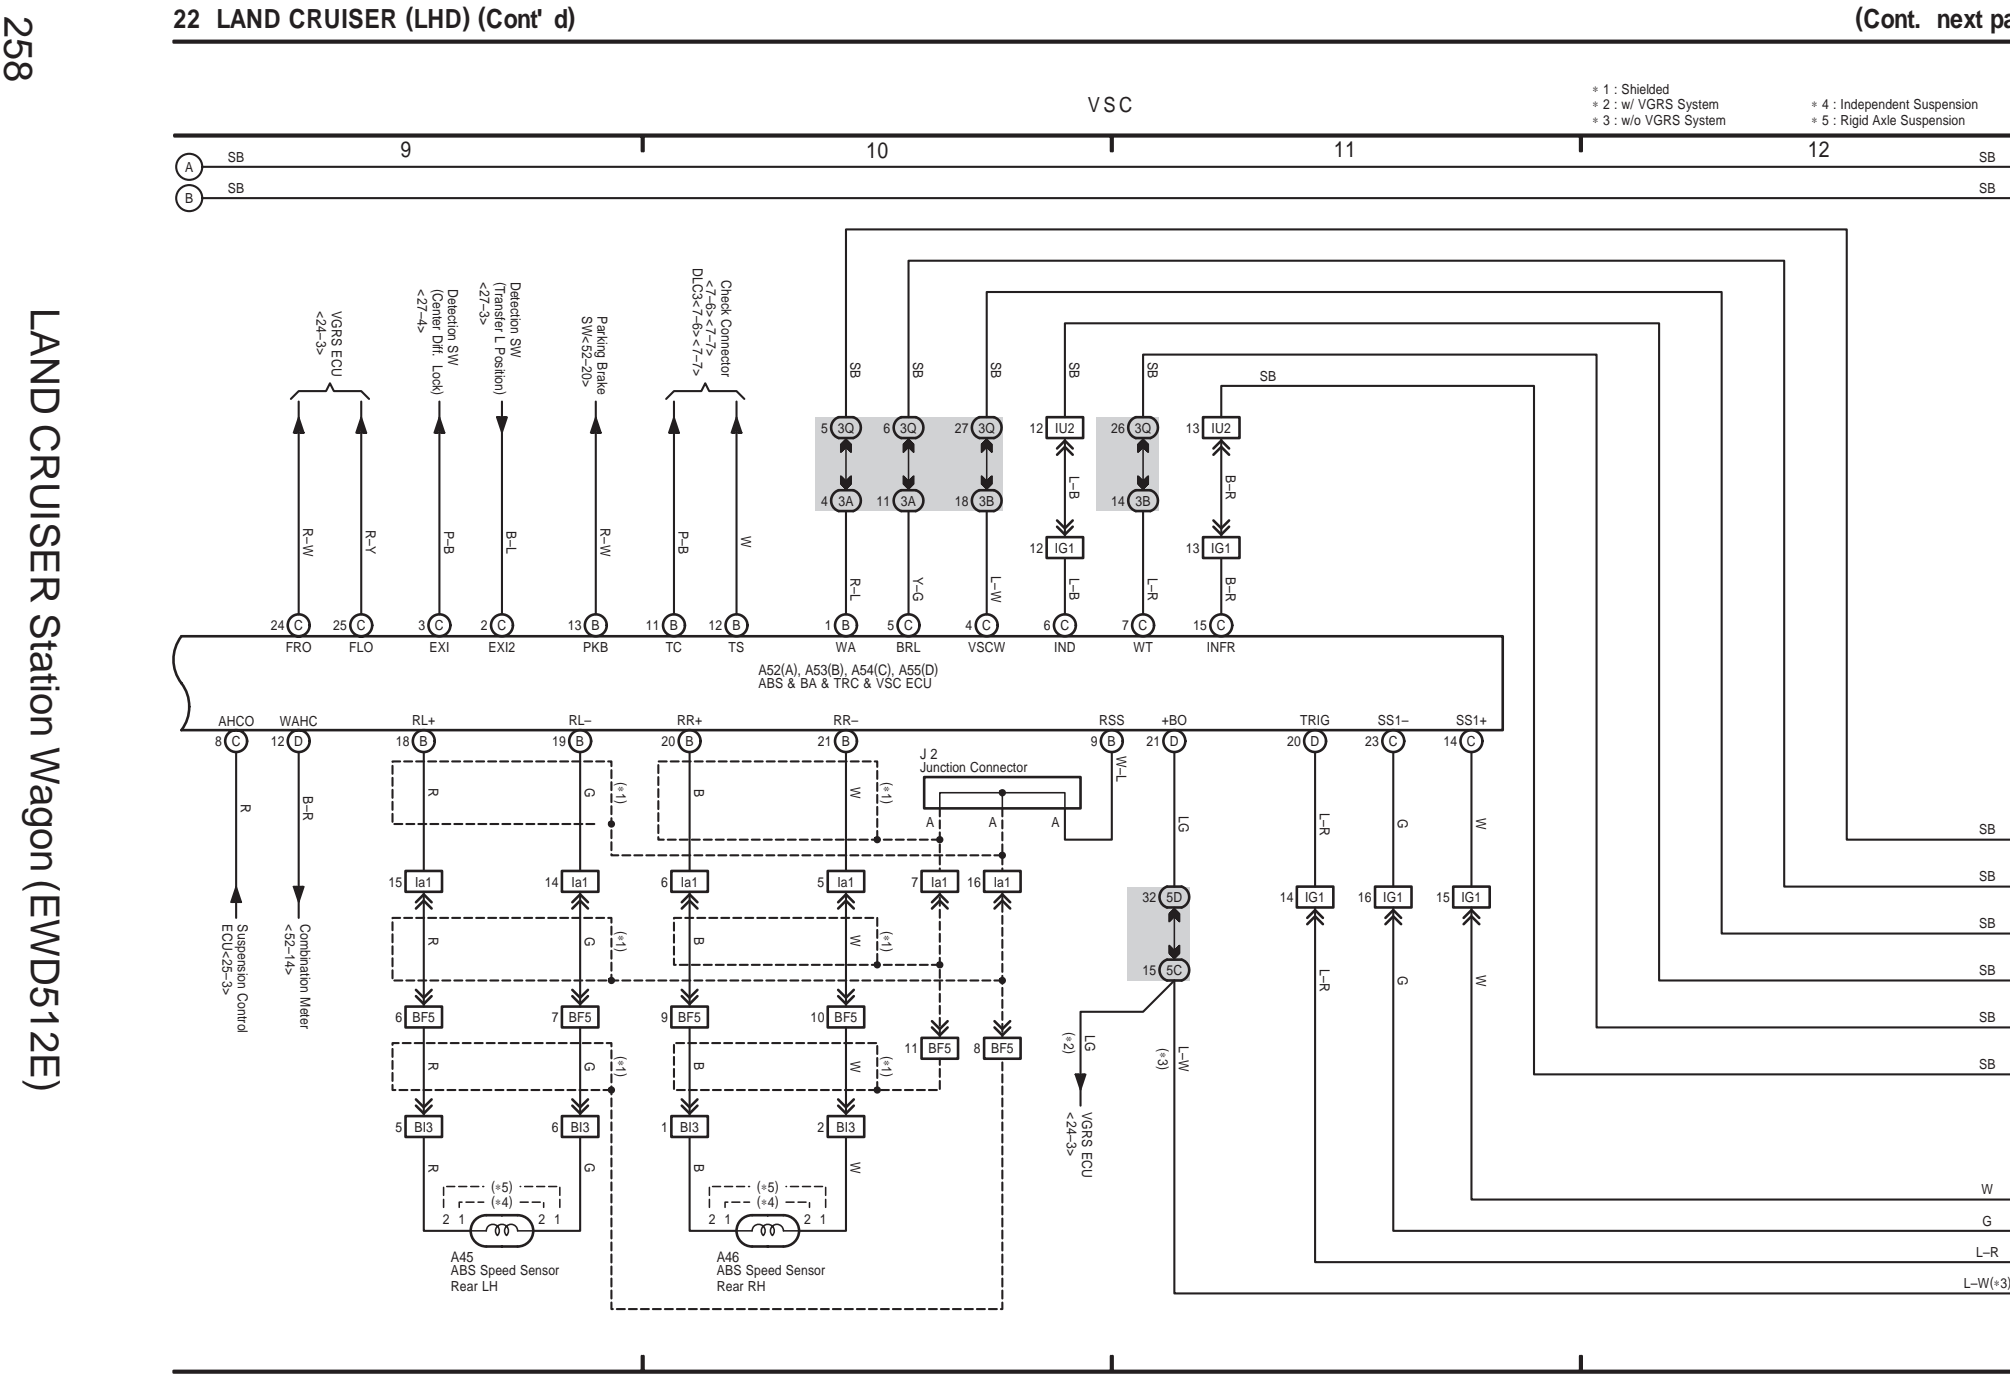 22 LAND CRUISER (LHD) (Cont' d)
(Cont. next pa
258
LAND CRUISER Station Wagon (EWD512E)
VSC
∗ 1 : Shielded
∗ 2 : w/ VGRS System
∗ 3 : w/o VGRS System
∗ 4 : Independent Suspension
∗ 5 : Rigid Axle Suspension
9
10
11
12
A
SB
SB
B
SB
SB
VGRS ECU
<24–3>
Detection SW
(Center Diff. Lock)
<27–4>
Detection SW
(Transfer L Position)
<27–3>
Parking Brake
SW<52–20>
Check Connector
<7–6><7–7>
DLC3<7–6><7–7>
SB
SB
SB
SB
SB
SB
5 3Q
6 3Q
27 3Q
12 IU2
26 3Q
13 IU2
L–B
B–R
4 3A
11 3A
18 3B
14 3B
12 IG1
13 IG1
R–W
R–Y
P–B
B–L
R–W
P–B
W
R–L
Y–G
L–W
L–B
L–R
B–R
24 C
25 C
3 C
2 C
13 B
11 B
12 B
1 B
5 C
4 C
6 C
7 C
15 C
FRO
FLO
EXI
EXI2
PKB
TC
TS
WA
BRL
VSCW
IND
WT
INFR
A52(A), A53(B), A54(C), A55(D)
ABS & BA & TRC & VSC ECU
AHCO
WAHC
RL+
RL–
RR+
RR–
RSS
+BO
TRIG
SS1–
SS1+
8 C
12 D
18 B
19 B
20 B
21 B
9 B
21 D
20 D
23 C
14 C
J 2
Junction Connector
W–L
R
B–R
R
G
(∗1)
B
W
(∗1)
A
A
A
LG
L–R
G
W
SB
15 Ia1
14 Ia1
6 Ia1
5 Ia1
7 Ia1
16 Ia1
SB
32 5D
14 IG1
16 IG1
15 IG1
Suspension Control
ECU<25–3>
Combination Meter
<52–14>
R
G
(∗1)
B
W
(∗1)
SB
15 5C
L–R
G
W
SB
6 BF5
7 BF5
9 BF5
10 BF5
SB
11 BF5
8 BF5
LG
(∗2)
L–W
(∗3)
R
G
(∗1)
B
W
(∗1)
SB
5 BI3
6 BI3
1 BI3
2 BI3
VGRS ECU
<24–3>
R
G
B
W
(∗5)
(∗4)
2 1
2 1
(∗5)
(∗4)
2 1
2 1
W
G
L–R
L–W(∗3)
A45
ABS Speed Sensor
Rear LH
A46
ABS Speed Sensor
Rear RH